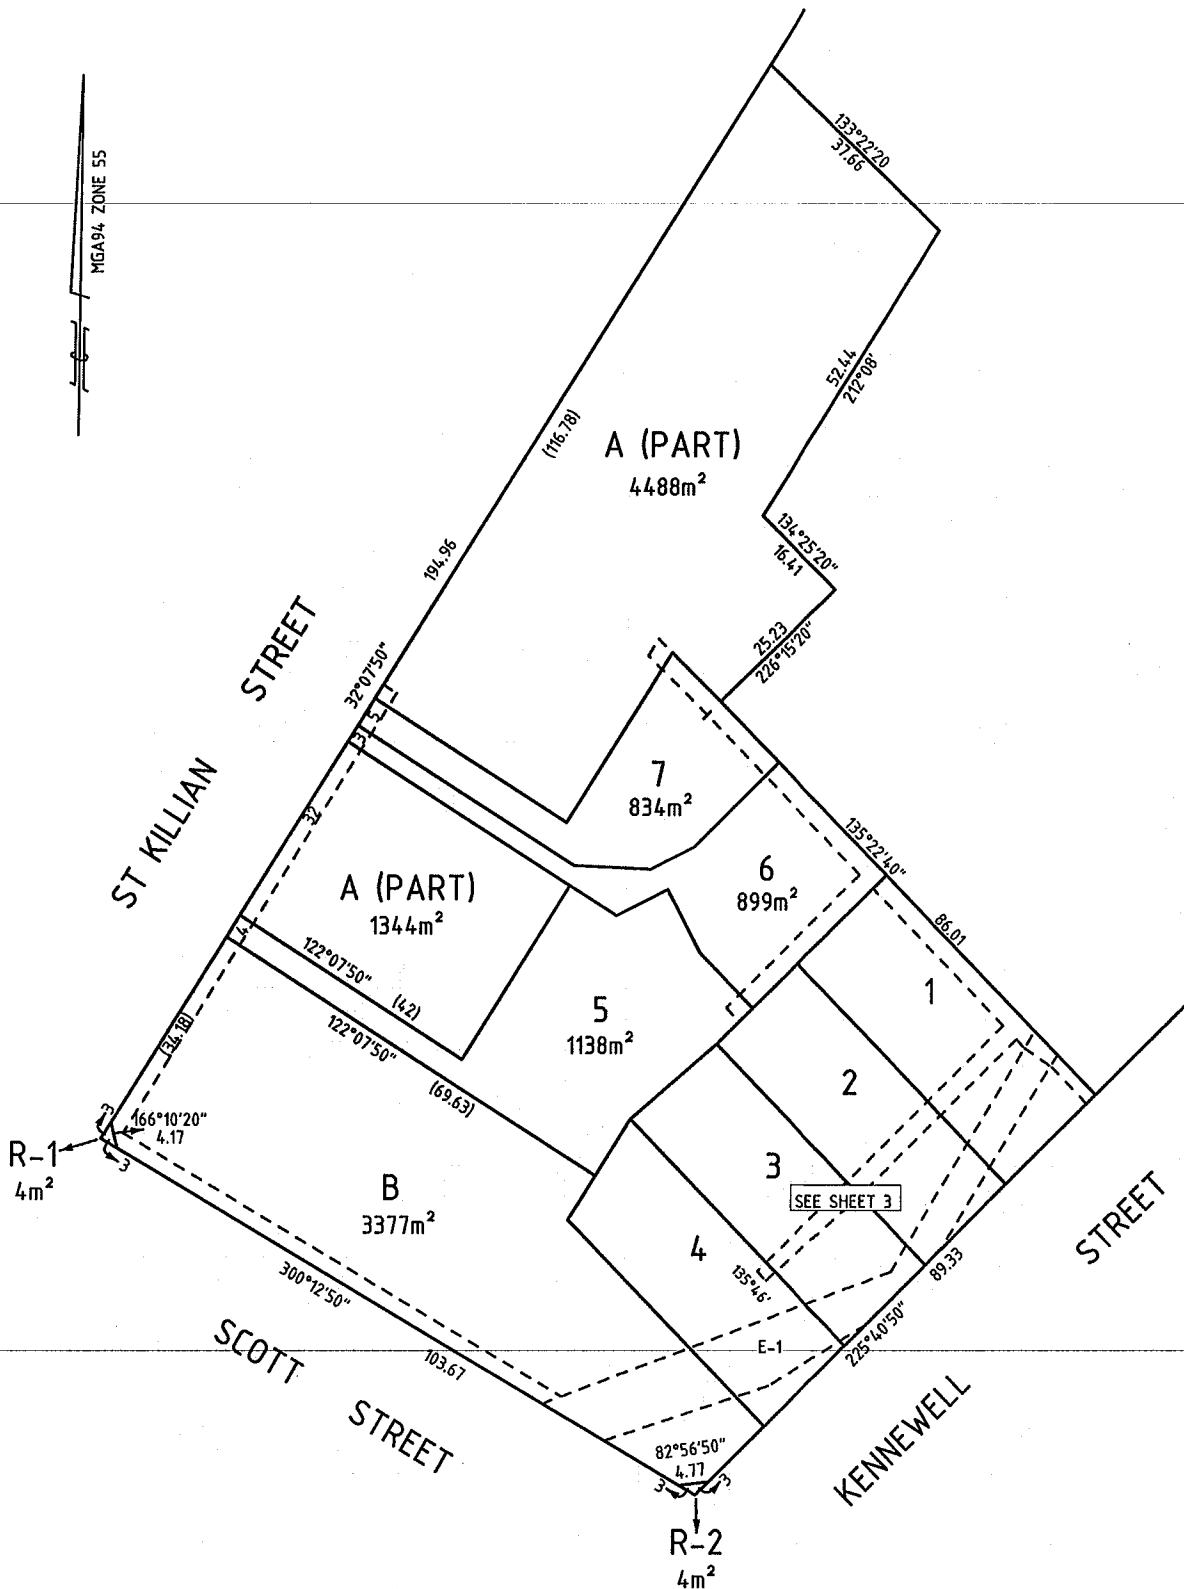 MGA94 ZONE 55
133°22'20
37.66
52.44
212°08'
(116.78)
A (PART)
4488m²
134°25'20"
16.41
194.96
25.23
226°15'20"
ST KILLIAN STREET
32°07'50"
5
3
7
834m²
32
135°22'40"
6
899m²
A (PART)
1344m²
86.01
4
122°07'50"
(42)
1
5
1138m²
122°07'50"
(69.63)
2
(34.18)
3
166°10'20"
4.17
R-1
4m²
3
3
SEE SHEET 3
B
3377m²
4
135°46'
89.33
STREET
300°12'50"
225°40'50"
E-1
SCOTT
STREET
103.67
KENNEWELL
82°56'50"
4.77
3
3
R-2
4m²